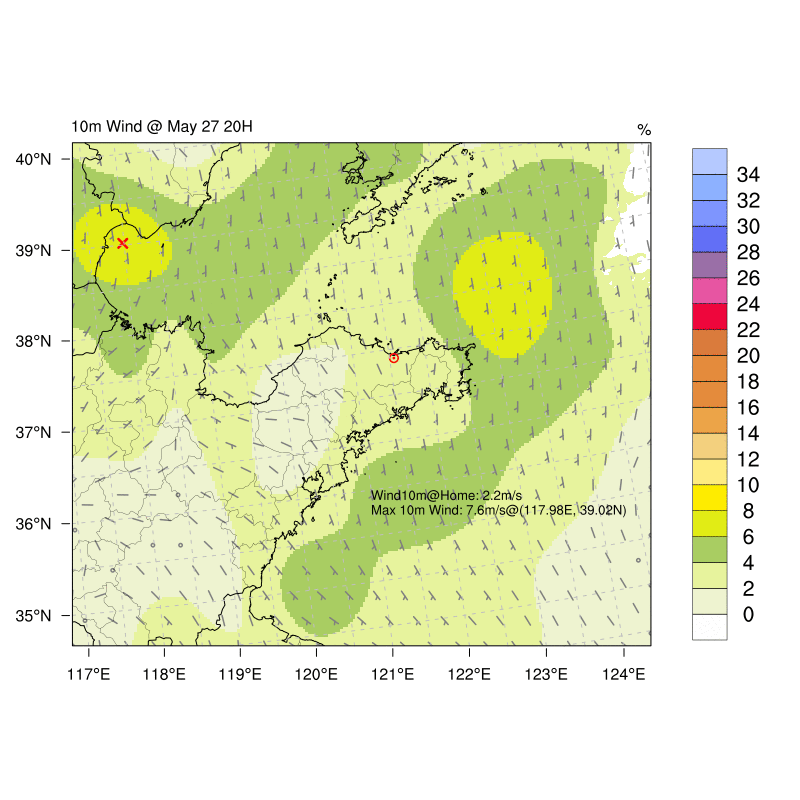 10m Wind @ May 27 20H
%
40°N
39°N
38°N
37°N
36°N
35°N
117°E 118°E 119°E 120°E 121°E 122°E 123°E 124°E
Wind10m@Home: 2.2m/s
Max 10m Wind: 7.6m/s@(117.98E, 39.02N)
34
32
30
28
26
24
22
20
18
16
14
12
10
8
6
4
2
0